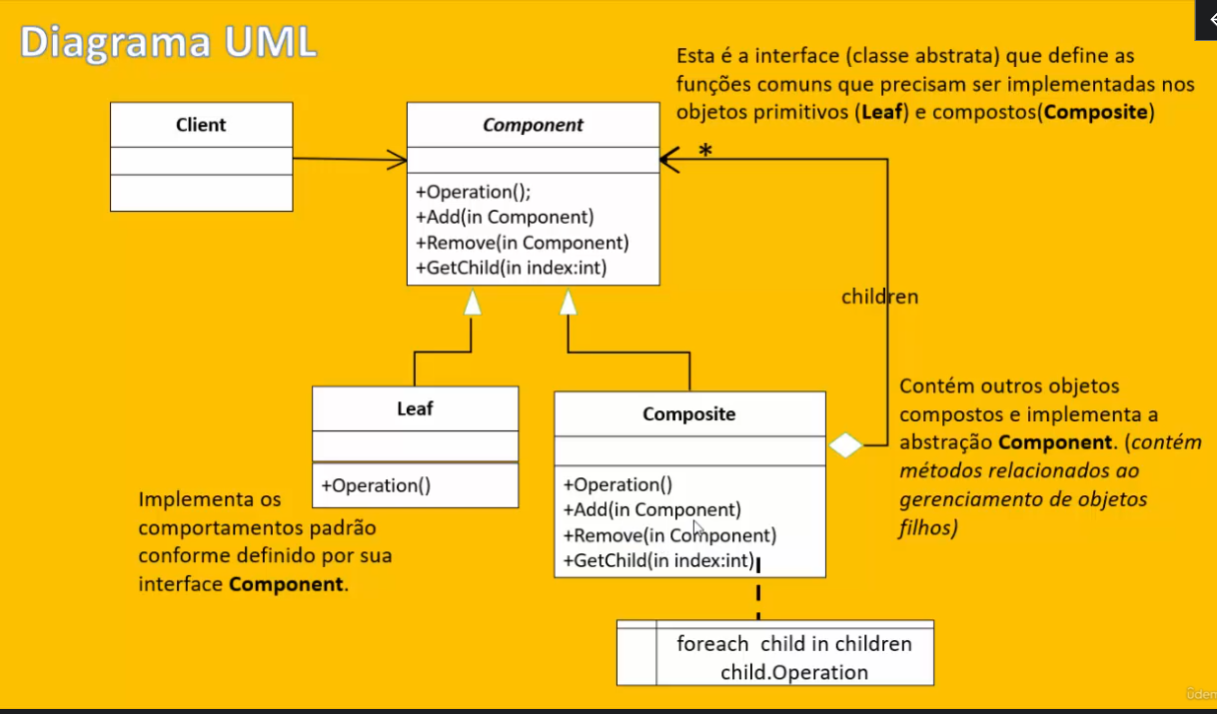 Diagrama UML
Esta é a interface (classe abstrata) que define as
funções comuns que precisam ser implementadas nos
objetos primitivos (Leaf) e compostos(Composite)
Client
Component
*
+Operation();
+Add(in Component)
+Remove(in Component)
+GetChild(in index:int)
children
Leaf
+Operation()
Composite
+Operation()
+Add(in Component)
+Remove(in Component)
+GetChild(in index:int)
Contém outros objetos
compostos e implementa a
abstração Component. (contém
métodos relacionados ao
gerenciamento de objetos
filhos)
Implementa os
comportamentos padrão
conforme definido por sua
interface Component.
foreach child in children
child.Operation